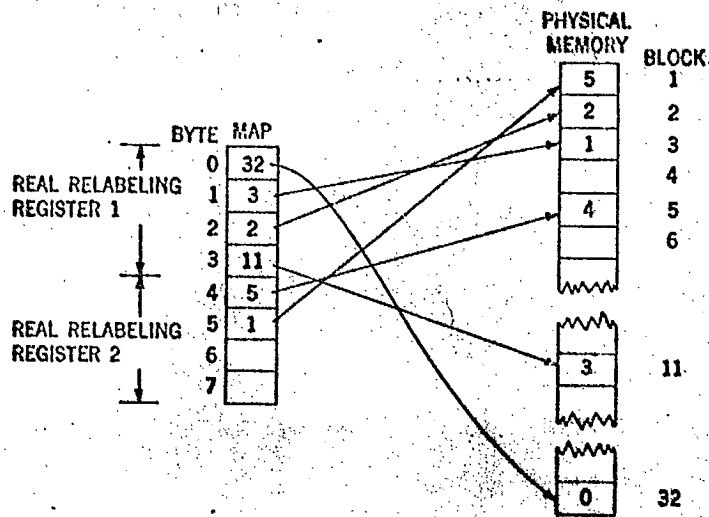 PHYSICAL
MEMORY
BLOCK
5 1
2 2
1 3
4
4 5
6
3 11
0 32
BYTE MAP
0 32
1 3
2 2
3 11
4 5
5 1
6
7
REAL RELABELING
REGISTER 1
REAL RELABELING
REGISTER 2